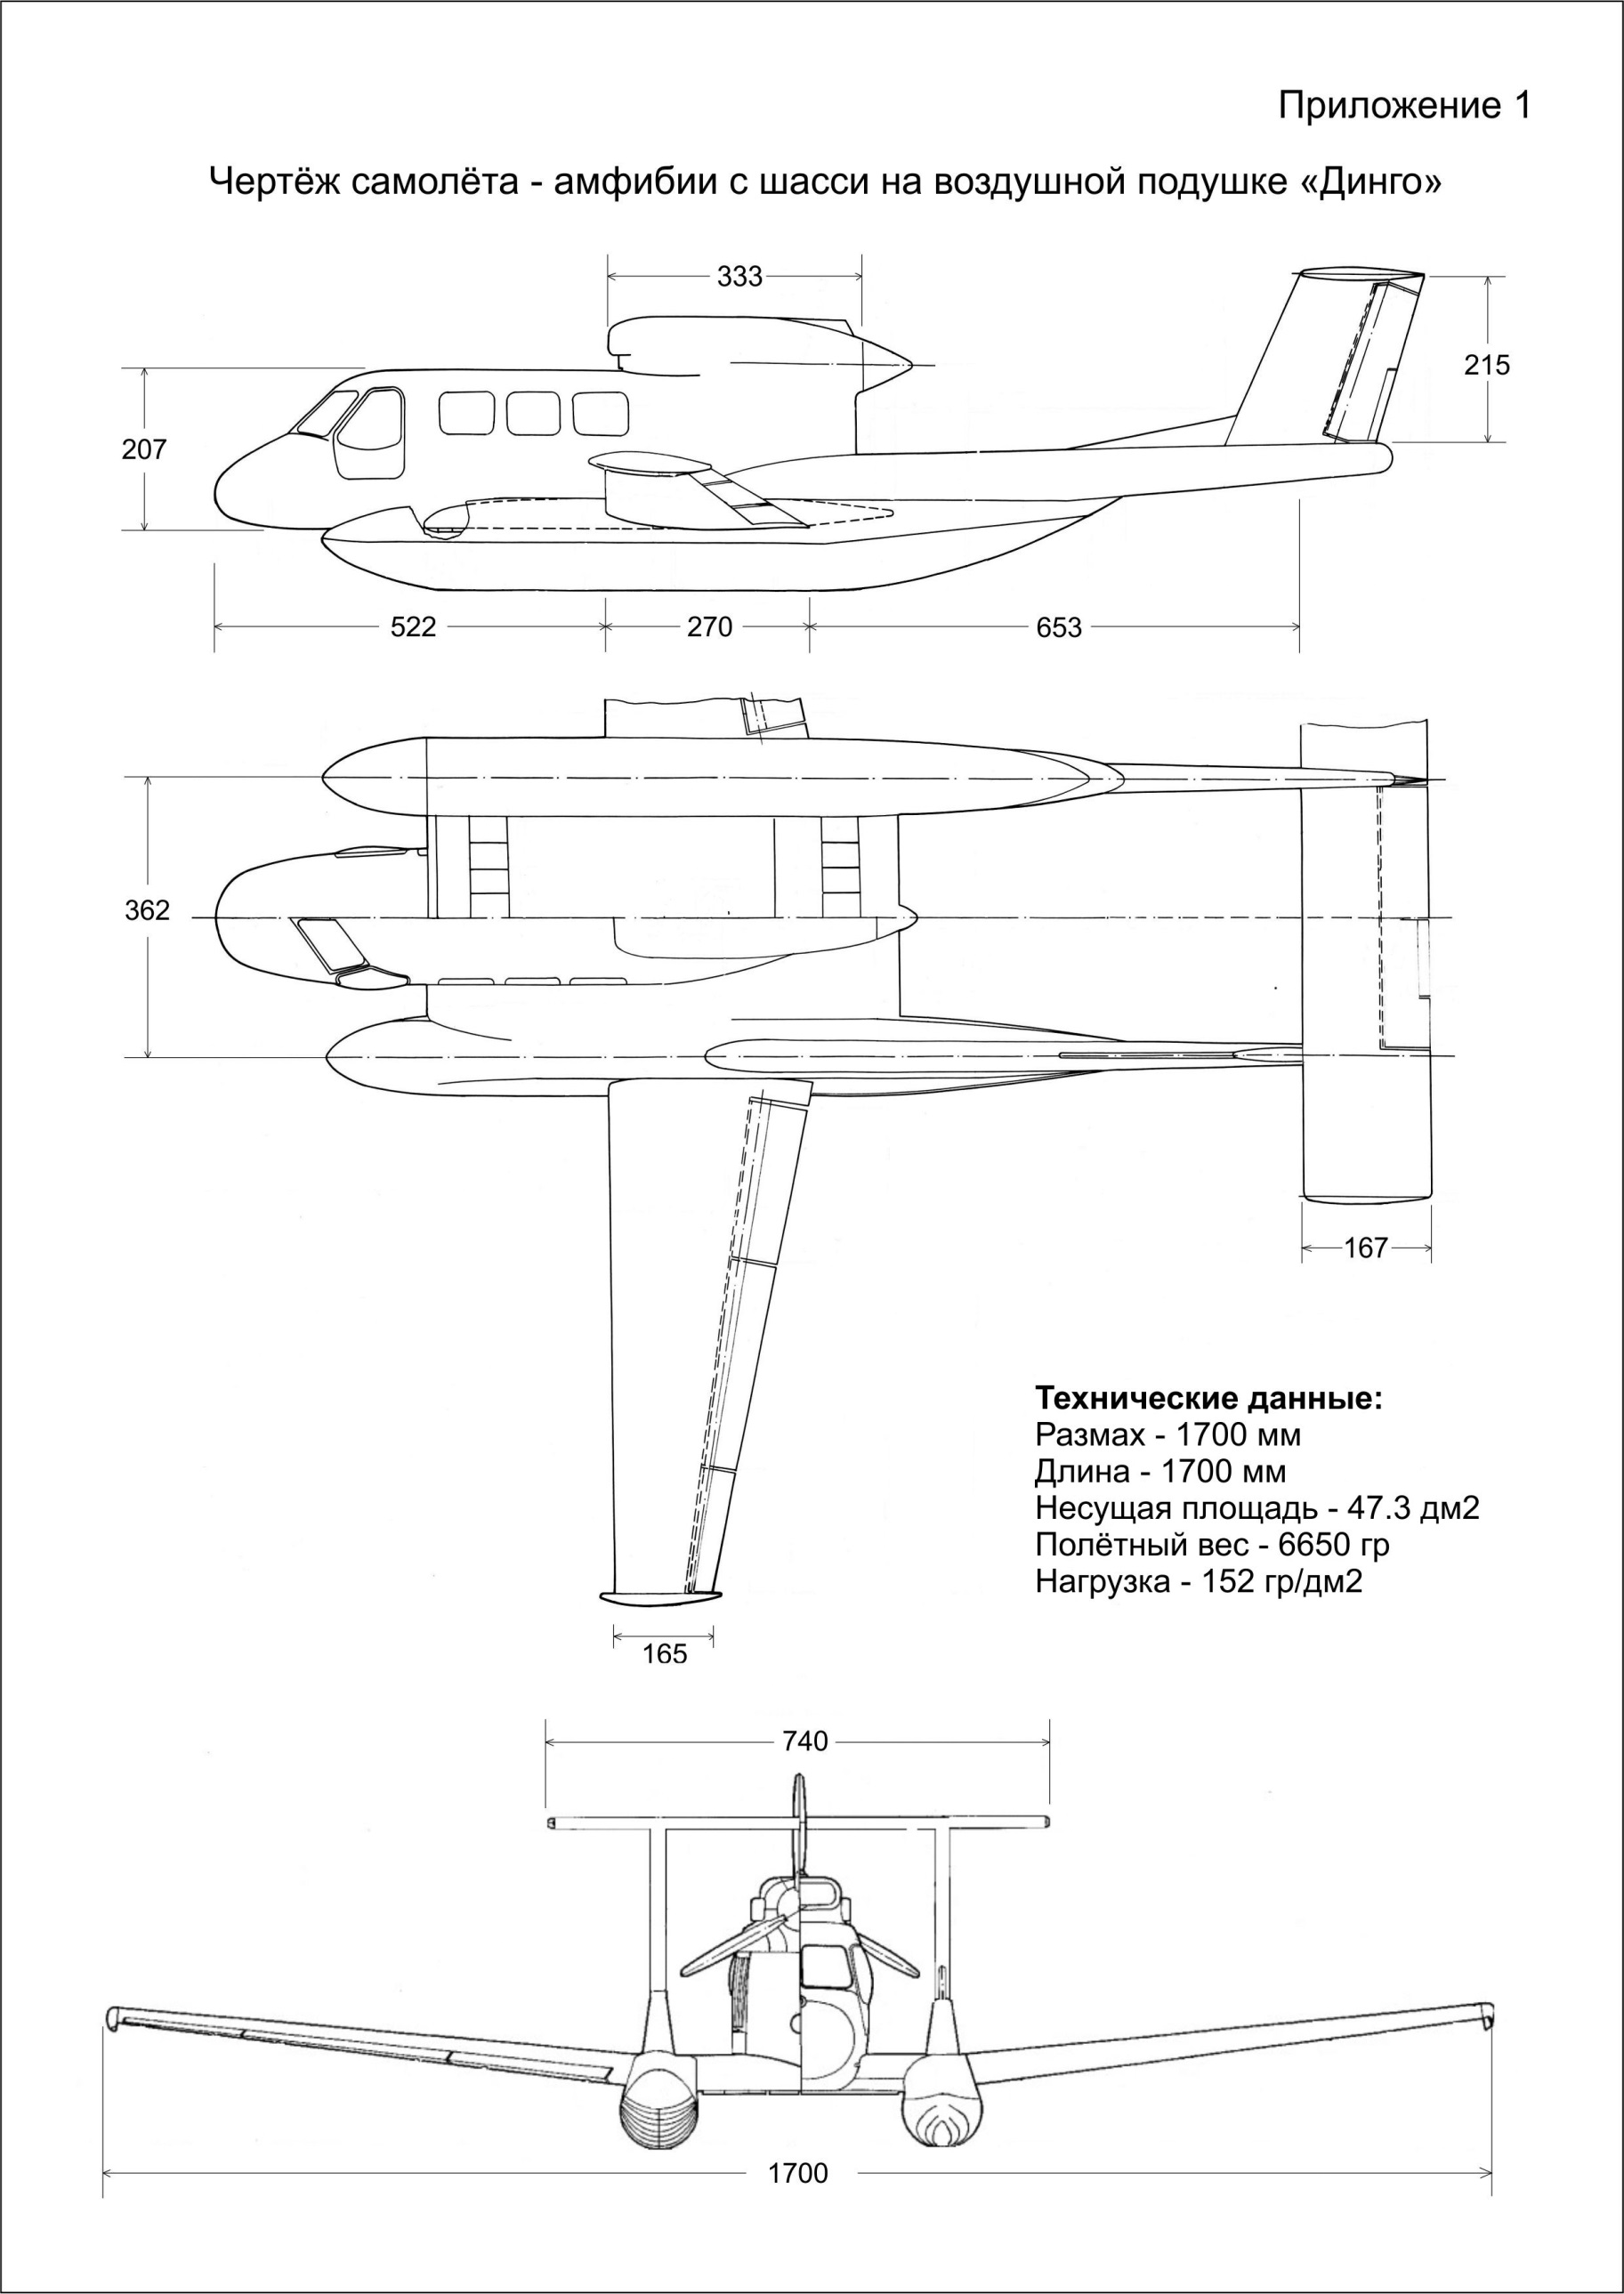 Приложение 1
Чертёж самолёта - амфибии с шасси на воздушной подушке «Динго»
333
215
207
522
270
653
362
167
Технические данные:
Размах - 1700 мм
Длина - 1700 мм
Несущая площадь - 47.3 дм2
Полётный вес - 6650 гр
Нагрузка - 152 гр/дм2
165
740
1700